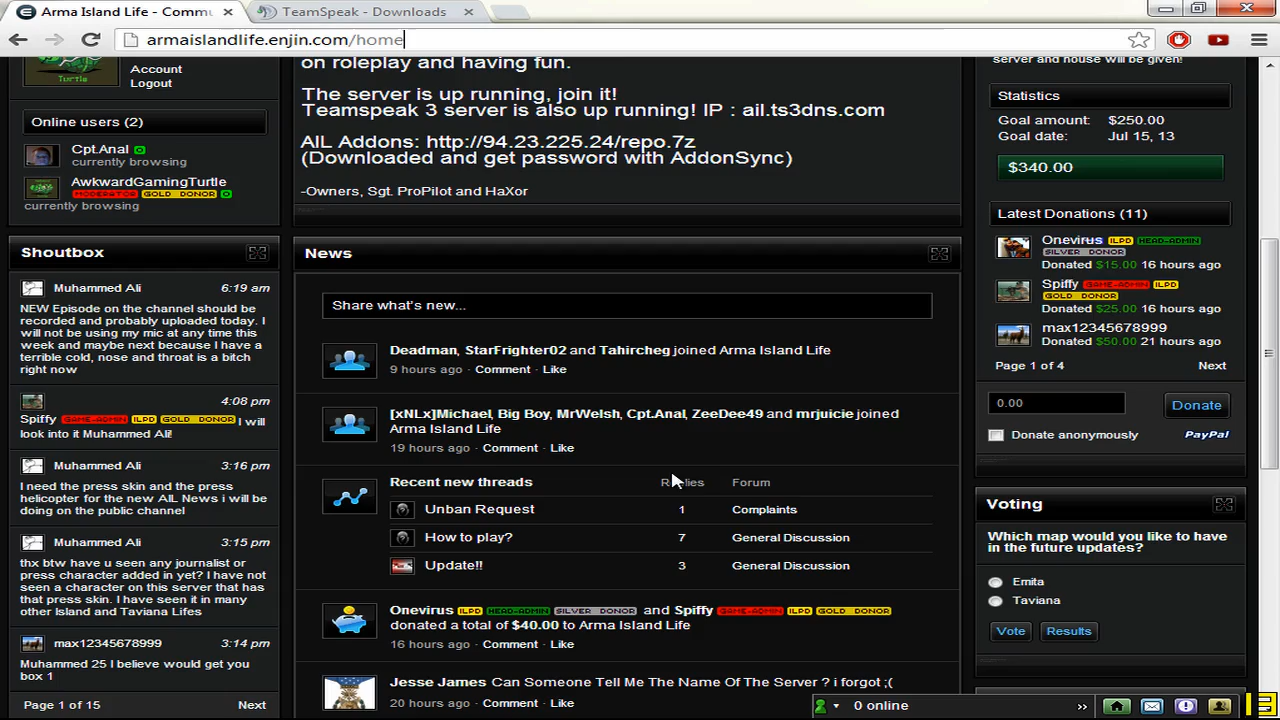 Arma Island Life - Commu
TeamSpeak - Downloads
armaislandlife.enjin.com/home
Turtle
Account
Logout
Online users (2)
Cpt.Anal
currently browsing
AwkwardGamingTurtle
MODERATOR GOLD DONOR
currently browsing
Shoutbox
Muhammed Ali 6:19 am
NEW Episode on the channel should be
recorded and probably uploaded today. I
will not be using my mic at any time this
week and maybe next because I have a
terrible cold, nose and throat is a bitch
right now
4:08 pm
Spiffy GAME-ADMIN ILPD GOLD DONOR I will
look into it Muhammed Ali!
Muhammed Ali 3:16 pm
I need the press skin and the press
helicopter for the new AIL News i will be
doing on the public channel
Muhammed Ali 3:15 pm
thx btw have u seen any journalist or
press character added in yet? I have not
seen a character on this server that has
that press skin. I have seen it in many
other Island and Taviana Lifes
max12345678999 3:14 pm
Muhammed 25 I believe would get you
box 1
Page 1 of 15 Next
on roleplay and having fun.
The server is up running, join it!
Teamspeak 3 server is also up running! IP : ail.ts3dns.com
AIL Addons: http://94.23.225.24/repo.7z
(Downloaded and get password with AddonSync)
-Owners, Sgt. ProPilot and HaXor
News
Share what's new...
Deadman, StarFrighter02 and Tahircheg joined Arma Island Life
9 hours ago · Comment · Like
[xNLx]Michael, Big Boy, MrWelsh, Cpt.Anal, ZeeDee49 and mrjuicie joined
Arma Island Life
19 hours ago · Comment · Like
Recent new threads Replies Forum
Unban Request 1 Complaints
How to play? 7 General Discussion
Update!! 3 General Discussion
Onevirus ILPD HEAD-ADMIN SILVER DONOR and Spiffy GAME-ADMIN ILPD GOLD DONOR
donated a total of $40.00 to Arma Island Life
16 hours ago · Comment · Like
Jesse James Can Someone Tell Me The Name Of The Server ? i forgot ;(
20 hours ago · Comment · Like
server and house will be given!
Statistics
Goal amount: $250.00
Goal date: Jul 15, 13
$340.00
Latest Donations (11)
Onevirus ILPD HEAD-ADMIN
SILVER DONOR
Donated $15.00 16 hours ago
Spiffy GAME-ADMIN ILPD
GOLD DONOR
Donated $25.00 16 hours ago
max12345678999
Donated $50.00 21 hours ago
Page 1 of 4 Next
0.00 Donate
Donate anonymously PayPal
Voting
Which map would you like to have
in the future updates?
Emita
Taviana
Vote Results
0 online